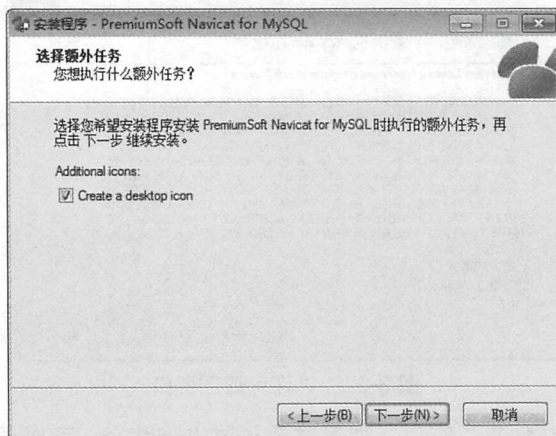 安装程序 - PremiumSoft Navicat for MySQL
选择额外任务
您想执行什么额外任务？
选择您希望安装程序安装 PremiumSoft Navicat for MySQL 时执行的额外任务，再
点击 下一步 继续安装。
Additional icons:
Create a desktop icon
<上一步(B) 下一步(N)> 取消